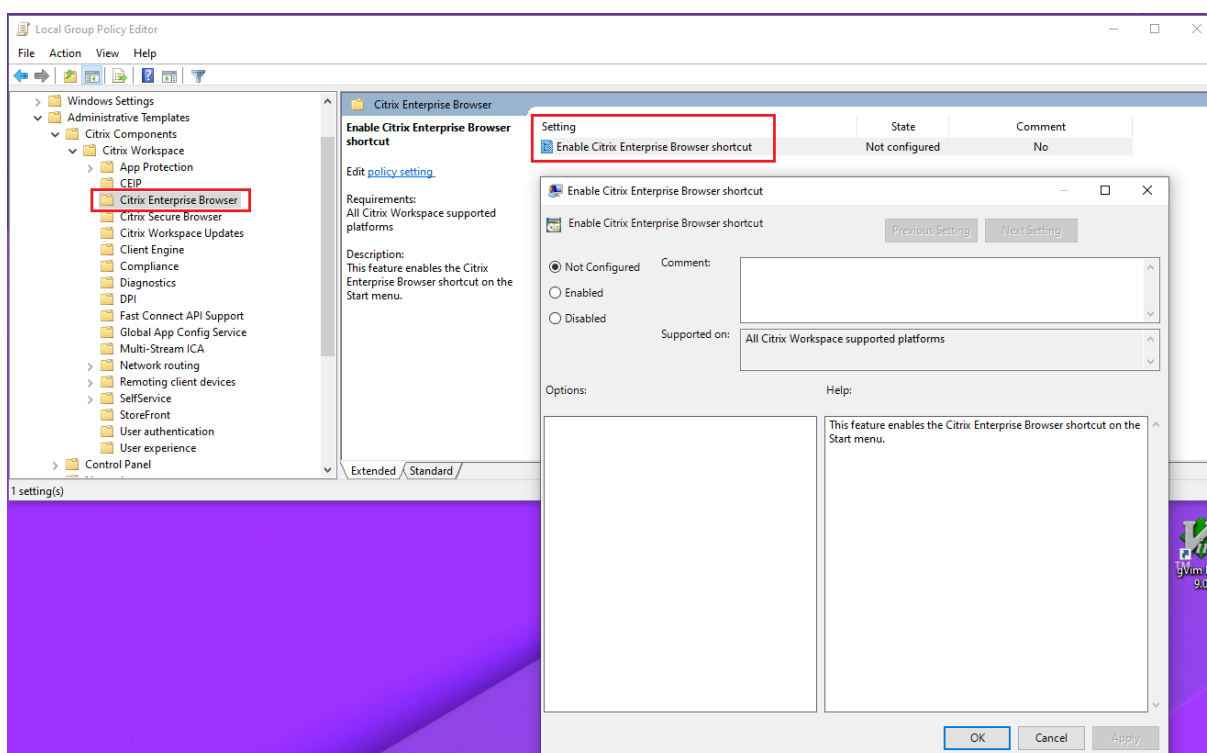 Local Group Policy Editor
File Action View Help
Windows Settings
Administrative Templates
Citrix Components
Citrix Workspace
App Protection
CEIP
Citrix Enterprise Browser
Citrix Secure Browser
Citrix Workspace Updates
Client Engine
Compliance
Diagnostics
DPI
Fast Connect API Support
Global App Config Service
Multi-Stream ICA
Network routing
Remoting client devices
SelfService
StoreFront
User authentication
User experience
Control Panel
1 setting(s)
Citrix Enterprise Browser
Enable Citrix Enterprise Browser
shortcut
Edit policy setting
Requirements:
All Citrix Workspace supported
platforms
Description:
This feature enables the Citrix
Enterprise Browser shortcut on the
Start menu.
Setting State Comment
Enable Citrix Enterprise Browser shortcut Not configured No
Extended Standard
Enable Citrix Enterprise Browser shortcut
Enable Citrix Enterprise Browser shortcut
Previous Setting Next Setting
Not Configured
Enabled
Disabled
Comment:
Supported on:
All Citrix Workspace supported platforms
Options:
Help:
This feature enables the Citrix Enterprise Browser shortcut on the
Start menu.
OK Cancel Apply
gVim
9.0